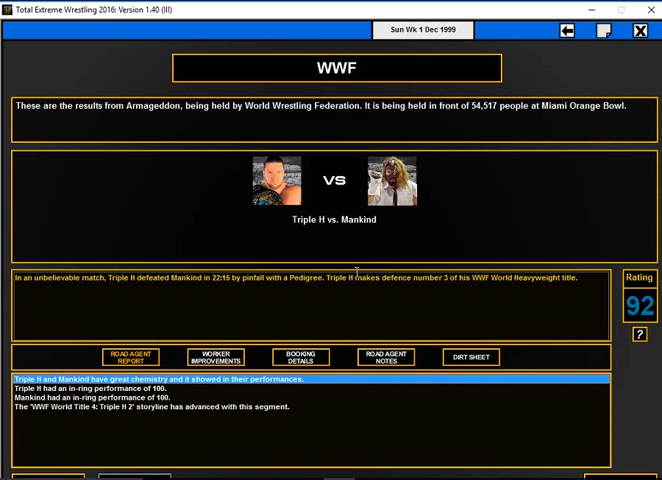 Total Extreme Wrestling 2016: Version 1.40 (III)
Sun Wk 1 Dec 1999
WWF
These are the results from Armageddon, being held by World Wrestling Federation. It is being held in front of 54,517 people at Miami Orange Bowl.
VS
Triple H vs. Mankind
In an unbelievable match, Triple H defeated Mankind in 22:15 by pinfall with a Pedigree. Triple H makes defence number 3 of his WWF World Heavyweight title.
Rating
92
?
ROAD AGENT REPORT
WORKER IMPROVEMENTS
BOOKING DETAILS
ROAD AGENT NOTES
DIRT SHEET
Triple H and Mankind have great chemistry and it showed in their performances.
Triple H had an in-ring performance of 100.
Mankind had an in-ring performance of 100.
The 'WWF World Title 4: Triple H 2' storyline has advanced with this segment.